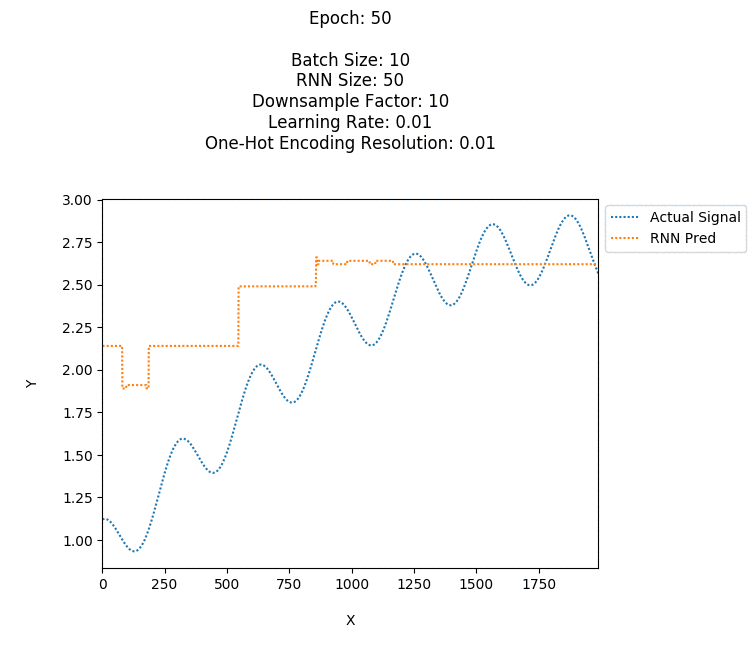 Epoch: 50
Batch Size: 10
RNN Size: 50
Downsample Factor: 10
Learning Rate: 0.01
One-Hot Encoding Resolution: 0.01
Actual Signal
RNN Pred
3.00
2.75
2.50
2.25
2.00
1.75
1.50
1.25
1.00
Y
0 250 500 750 1000 1250 1500 1750
X